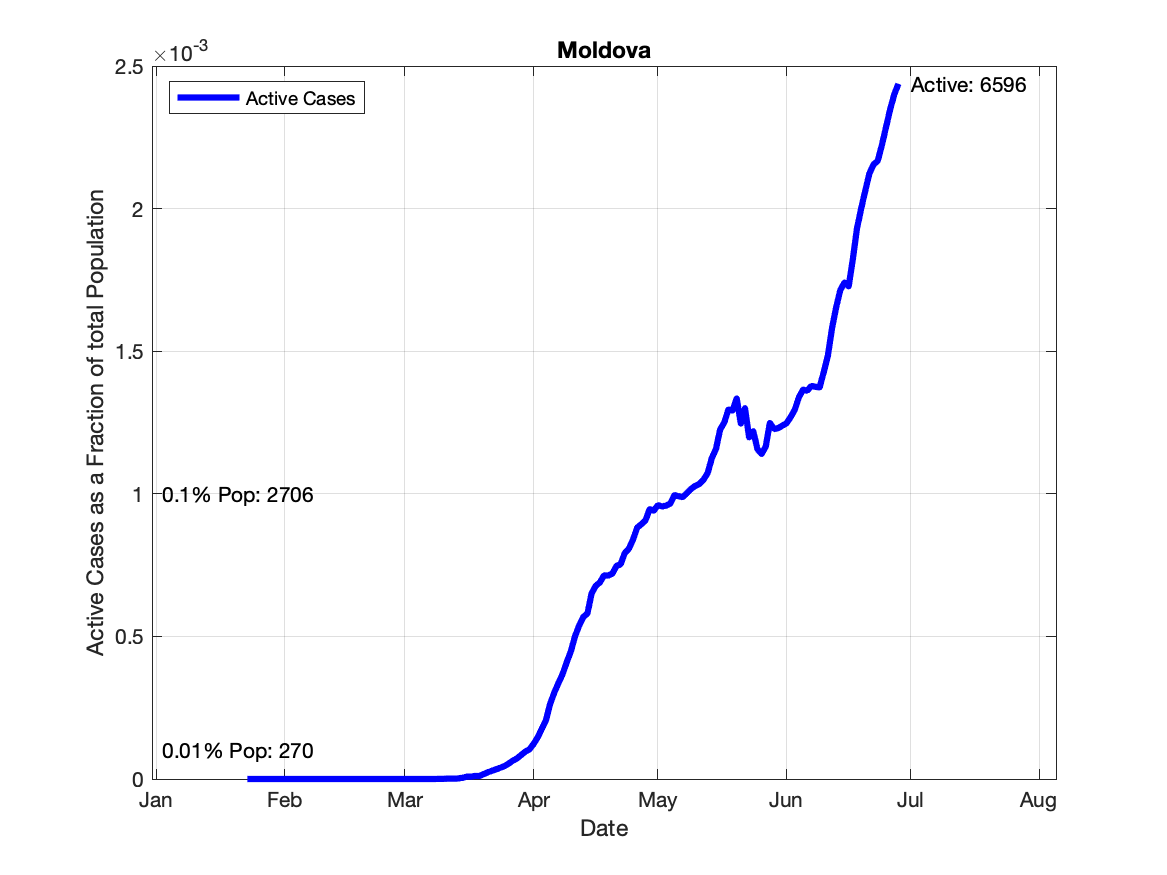 Moldova
×10-3
2.5
2
1.5
1
0.5
0
Active Cases
Active: 6596
0.1% Pop: 2706
0.01% Pop: 270
Active Cases as a Fraction of total Population
Jan Feb Mar Apr May Jun Jul Aug
Date